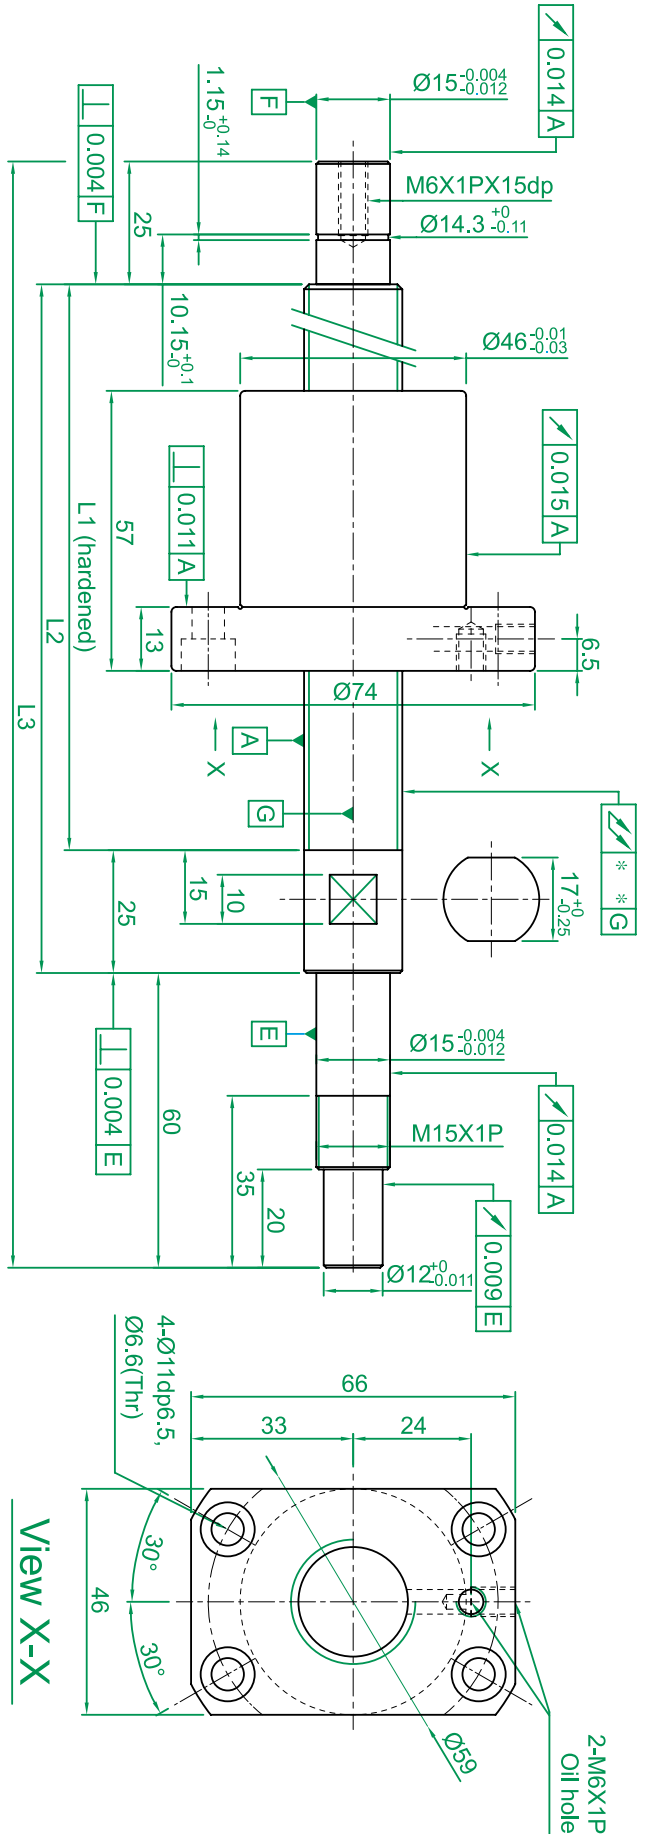 0.014 A
Ø15 -0.004 -0.012
F
1.15 +0.14 -0
0.004 F
25
M6X1PX15dp
Ø14.3 +0 -0.11
10.15 +0.1 -0
Ø46 -0.01 -0.03
0.015 A
57
0.011 A
L1 (hardened)
L2
L3
13
6.5
Ø74
X
X
A
G
* * G
17 +0 -0.25
10
15
25
E
Ø15 -0.004 -0.012
0.004 E
0.014 A
60
M15X1P
35
20
0.009 E
Ø12 +0 -0.011
4-Ø11dp6.5,
Ø6.6(Thr)
66
33
24
30°
30°
46
Ø59
2-M6X1P
Oil hole
View X-X